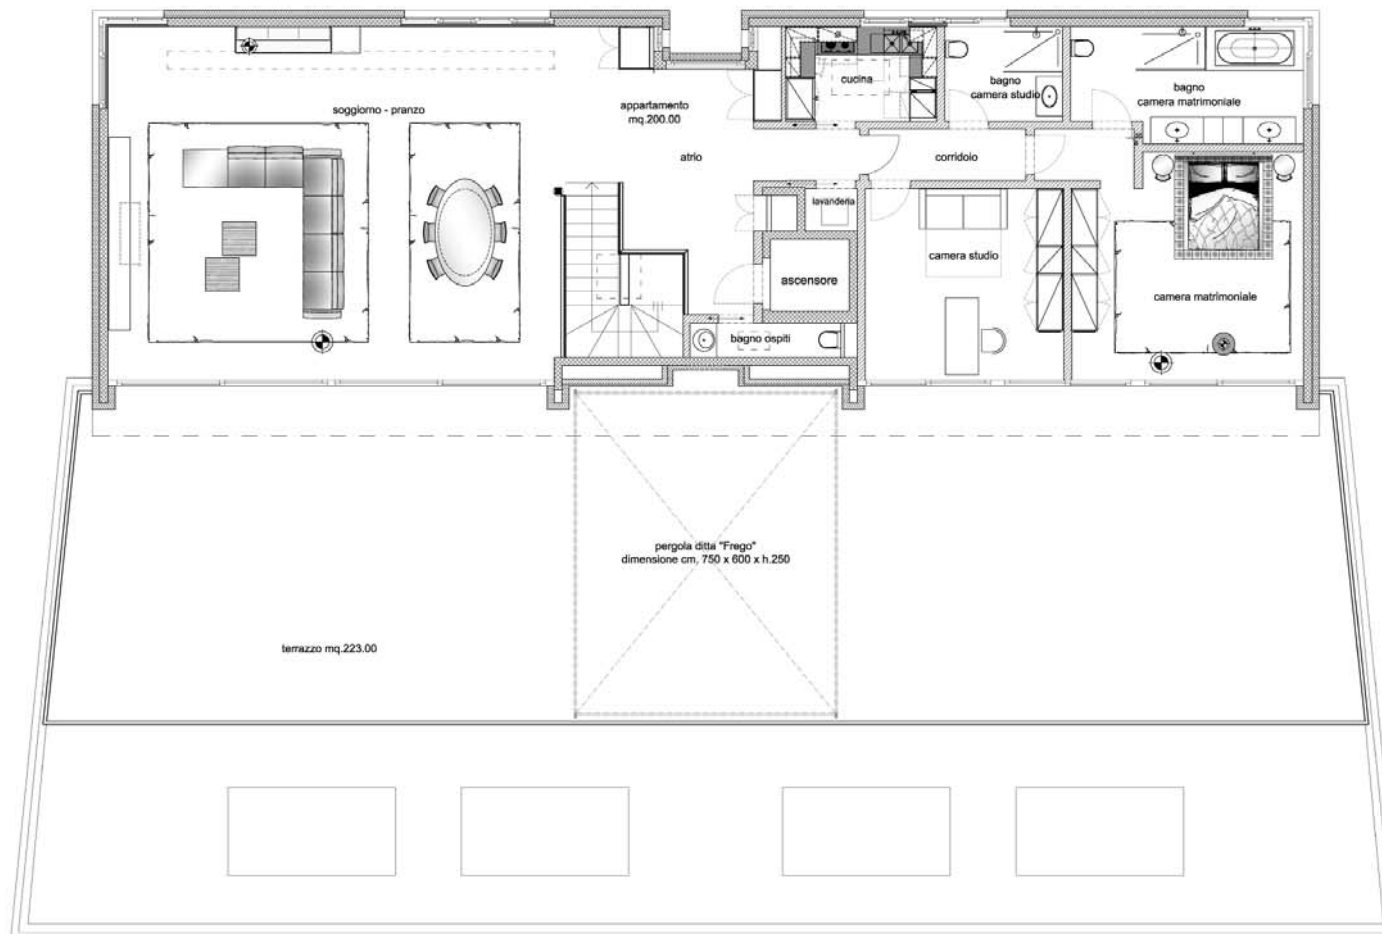 cucina
bagno
camera studio
bagno
camera matrimoniale
soggiorno - pranzo
appartamento
mq.200.00
atrio
corridoio
lavanderia
camera studio
ascensore
camera matrimoniale
bagno ospiti
pergola ditta "Frego"
dimensione cm. 750 x 600 x h.250
terrazzo mq.223.00